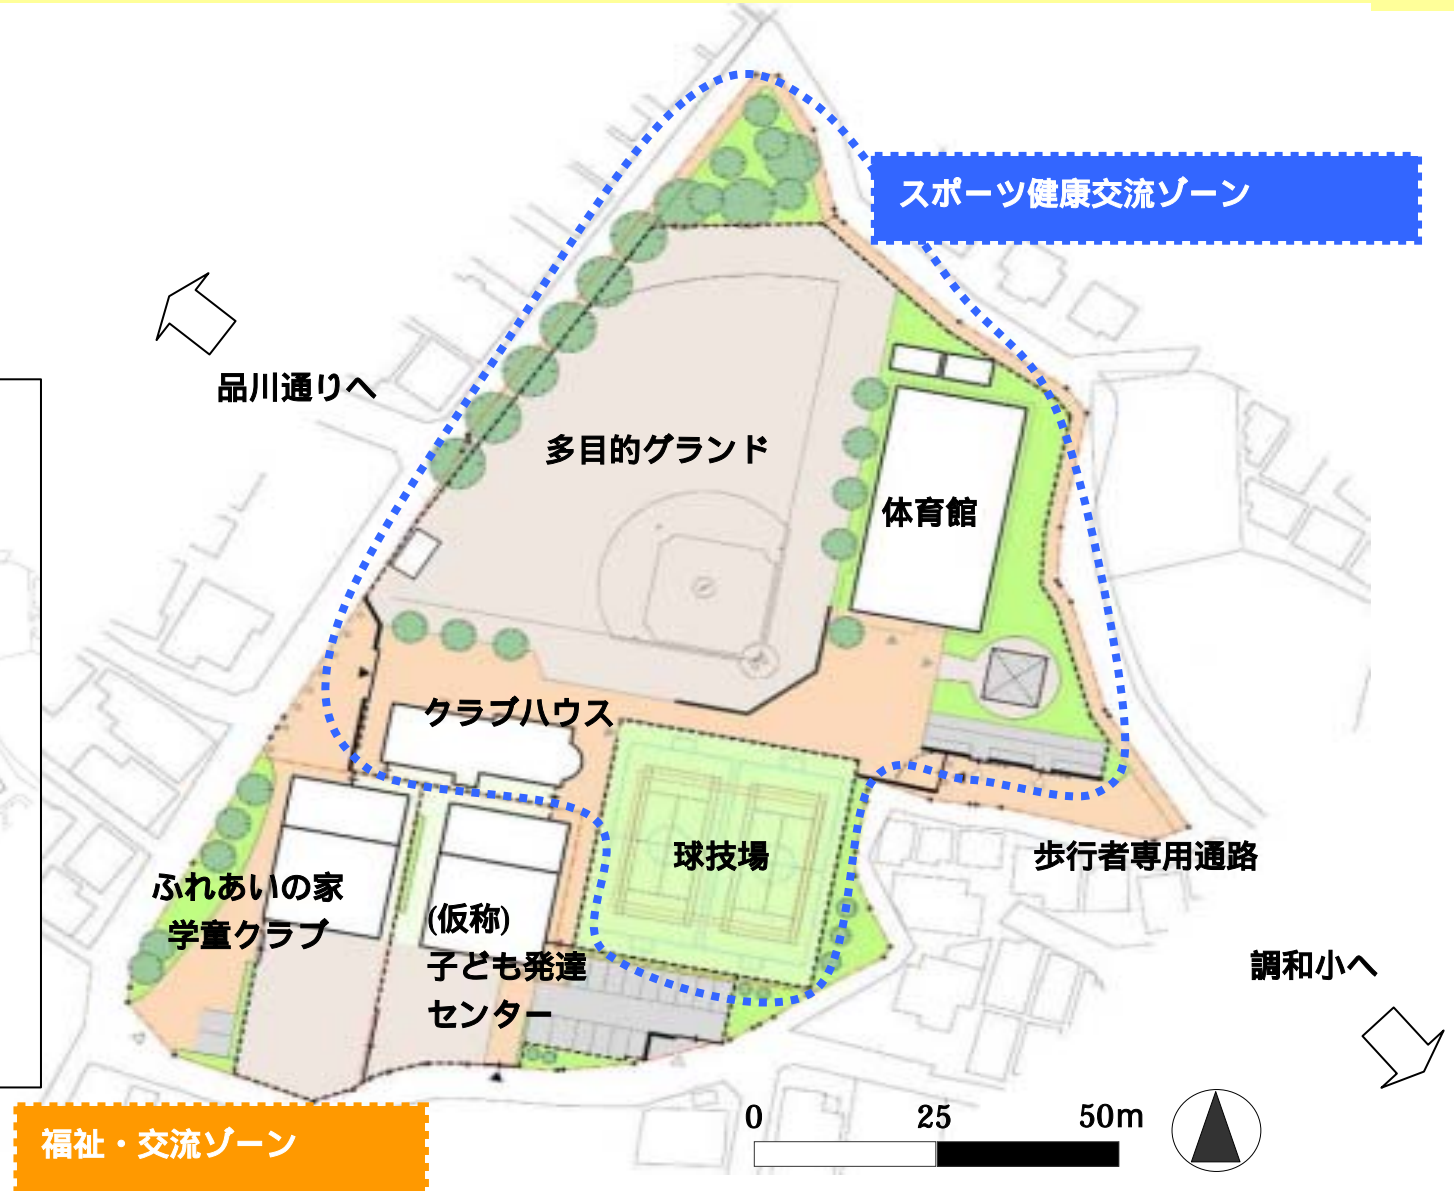 スポーツ健康交流ゾーン
品川通りへ
多目的グランド
体育館
クラブハウス
球技場
歩行者専用通路
ふれあいの家
学童クラブ
(仮称)
子ども発達
センター
調和小へ
0 25 50m
福祉・交流ゾーン